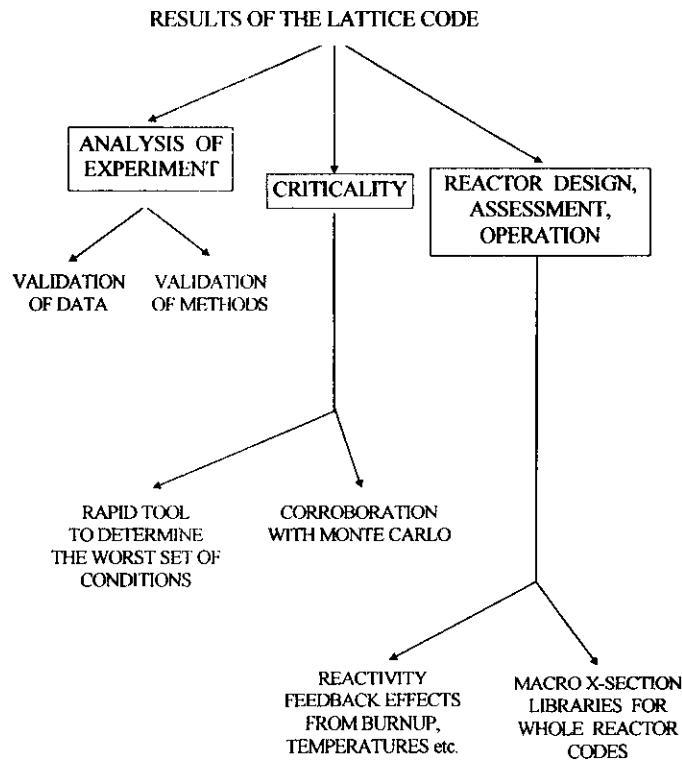 RESULTS OF THE LATTICE CODE
ANALYSIS OF
EXPERIMENT
CRITICALITY
REACTOR DESIGN,
ASSESSMENT,
OPERATION
VALIDATION
OF DATA
VALIDATION
OF METHODS
RAPID TOOL
TO DETERMINE
THE WORST SET OF
CONDITIONS
CORROBORATION
WITH MONTE CARLO
REACTIVITY
FEEDBACK EFFECTS
FROM BURNUP,
TEMPERATURES etc.
MACRO X-SECTION
LIBRARIES FOR
WHOLE REACTOR
CODES